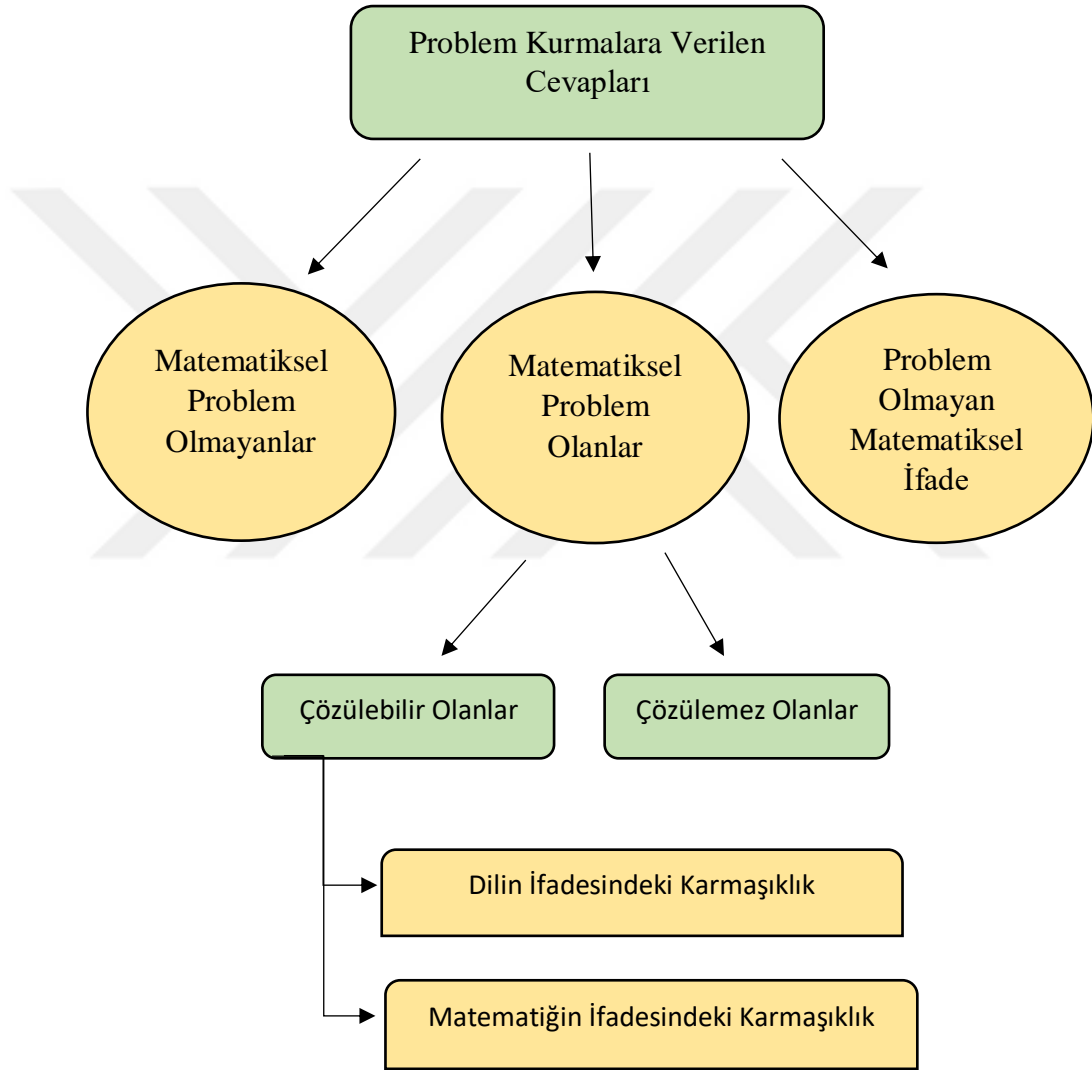 Problem Kurmalara Verilen
Cevapları
Matematiksel
Problem
Olmayanlar
Matematiksel
Problem
Olanlar
Problem
Olmayan
Matematiksel
İfade
Çözülebilir Olanlar
Çözülemez Olanlar
Dilin İfadesindeki Karmaşıklık
Matematiğin İfadesindeki Karmaşıklık